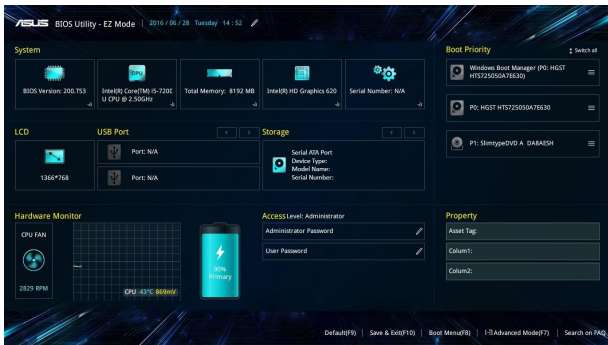 ASUS BIOS Utility - EZ Mode 2016/06/28 Tuesday 14:52
System
BIOS Version: 200.T53
Intel(R) Core(TM) i5-720C
U CPU @ 2.50GHz
Total Memory: 8192 MB
Intel(R) HD Graphics 620
Serial Number: N/A
CPU
Boot Priority
Switch all
Windows Boot Manager (P0: HGST
HTS725050A7E630)
P0: HGST HTS725050A7E630
P1: SlimtypeDVD A DA8AESH
LCD
1366*768
USB Port
Port: N/A
Port: N/A
Storage
Serial ATA Port
Device Type:
Model Name:
Serial Number:
Hardware Monitor
CPU FAN
2829 RPM
CPU 43°C 869mV
90%
Primary
Access Level: Administrator
Administrator Password
User Password
Property
Asset Tag:
Colum1:
Colum2:
Default(F9) | Save & Exit(F10) | Boot Menu(F8) | Advanced Mode(F7) | Search on FAQ